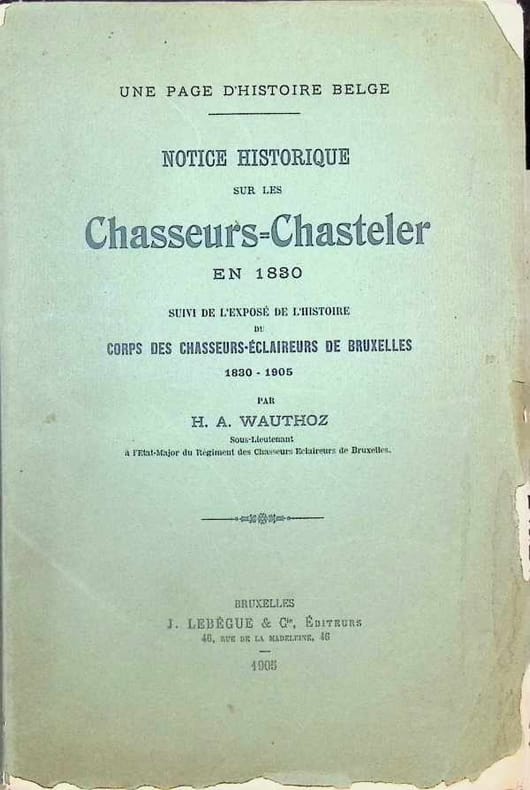 UNE PAGE D'HISTOIRE BELGE
NOTICE HISTORIQUE
SUR LES
Chasseurs=Chasteler
EN 1830
SUIVI DE L'EXPOSÉ DE L'HISTOIRE
DU
CORPS DES CHASSEURS-ÉCLAIREURS DE BRUXELLES
1830 - 1905
PAR
H. A. WAUTHOZ
Sous-Lieutenant
à l'Etat-Major du Régiment des Chasseurs Eclaireurs de Bruxelles.
BRUXELLES
J. LEBÈGUE & Cie, ÉDITEURS
46, RUE DE LA MADELEINE, 46
1905